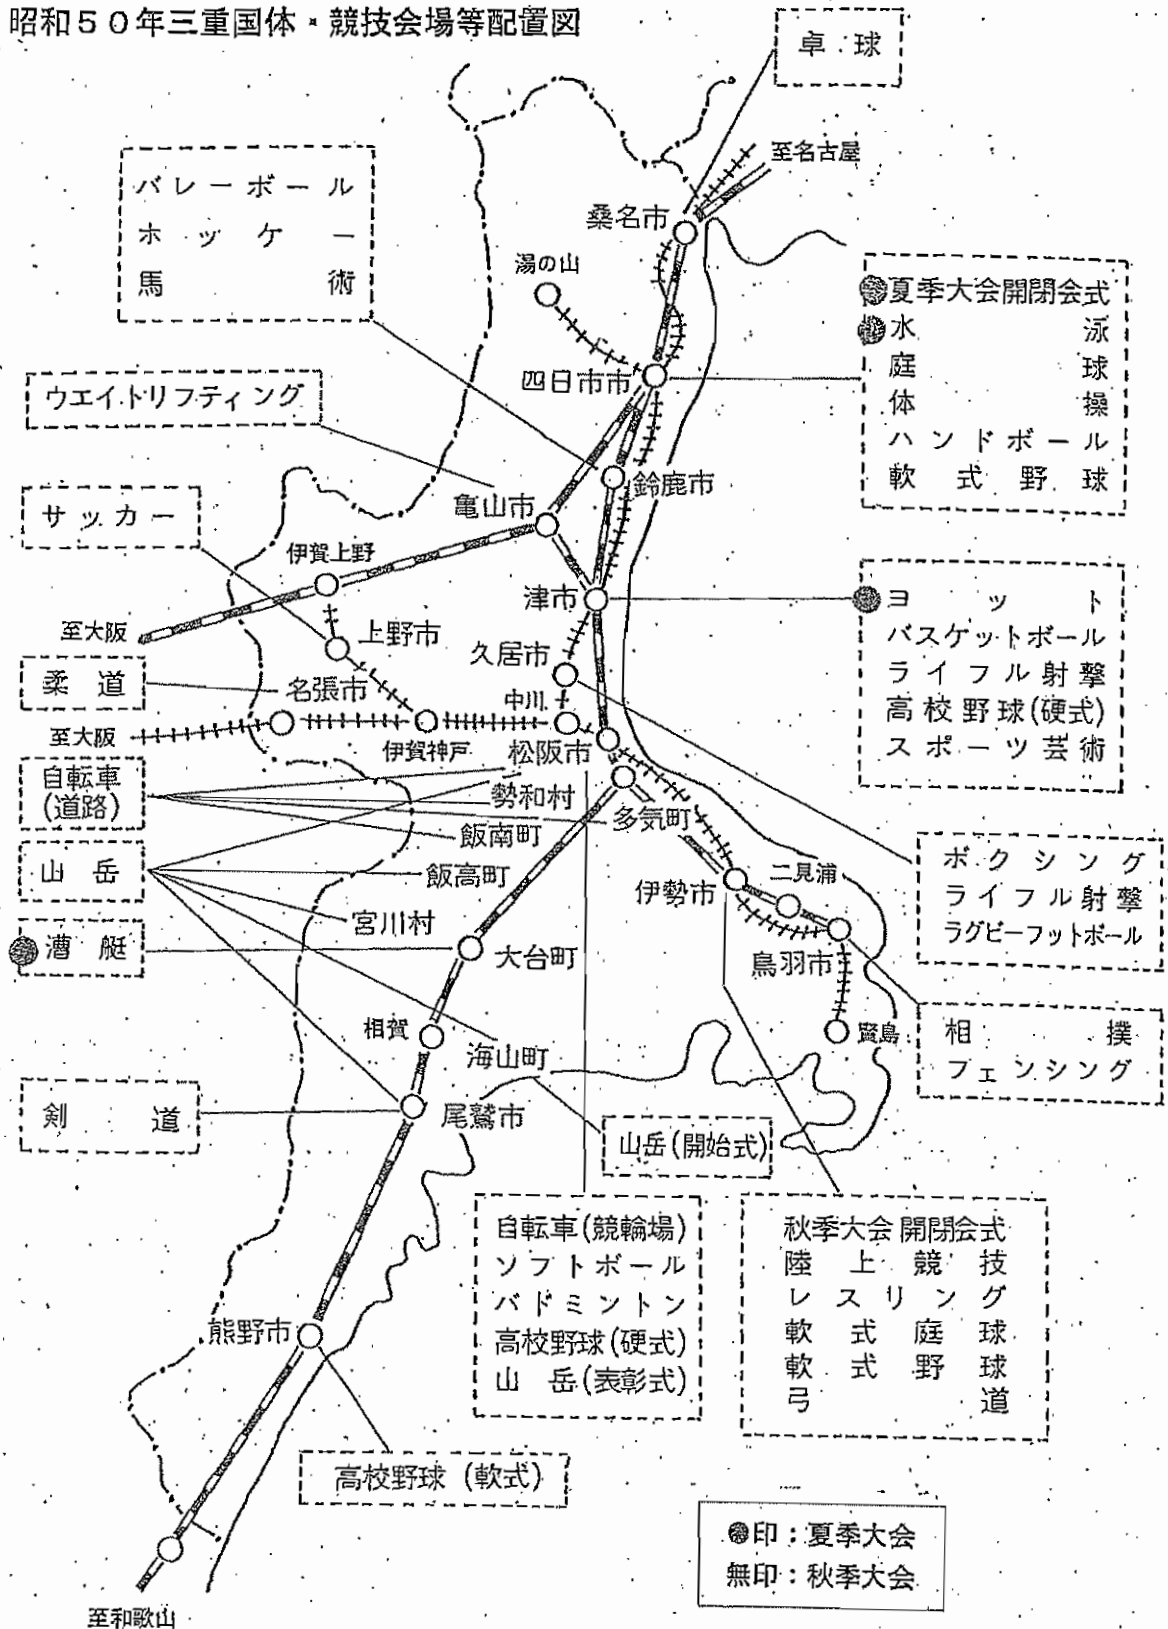 昭和50年三重国体・競技会場等配置図
卓球
至名古屋
桑名市
バレーボール
ホッケー
馬術
湯の山
●夏季大会開閉会式
●水泳
庭球
体操
ハンドボール
軟式野球
四日市市
ウエイトリフティング
鈴鹿市
亀山市
サッカー
伊賀上野
●ヨット
バスケットボール
ライフル射撃
高校野球(硬式)
スポーツ芸術
津市
至大阪
上野市
久居市
柔道
名張市
中川
至大阪
伊賀神戸
松阪市
自転車
(道路)
勢和村
多気町
飯南町
山岳
飯高町
ボクシング
ライフル射撃
ラグビーフットボール
伊勢市
二見浦
宮川村
●漕艇
大台町
鳥羽市
相賀
海山町
賢島
相撲
フェンシング
剣道
尾鷲市
山岳(開始式)
自転車(競輪場)
ソフトボール
バドミントン
高校野球(硬式)
山岳(表彰式)
秋季大会開閉会式
陸上競技
レスリング
軟式庭球
軟式野球
弓道
熊野市
高校野球(軟式)
●印:夏季大会
無印:秋季大会
至和歌山